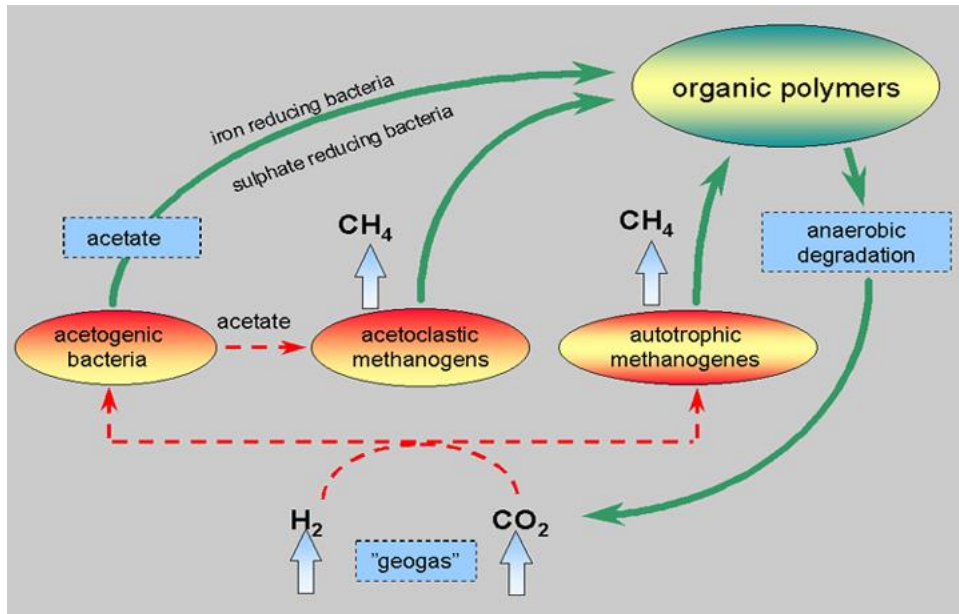 organic polymers
iron reducing bacteria
sulphate reducing bacteria
acetate
CH₄
CH₄
anaerobic
degradation
acetogenic
bacteria
acetate
acetoclastic
methanogens
autotrophic
methanogenes
H₂
CO₂
"geogas"